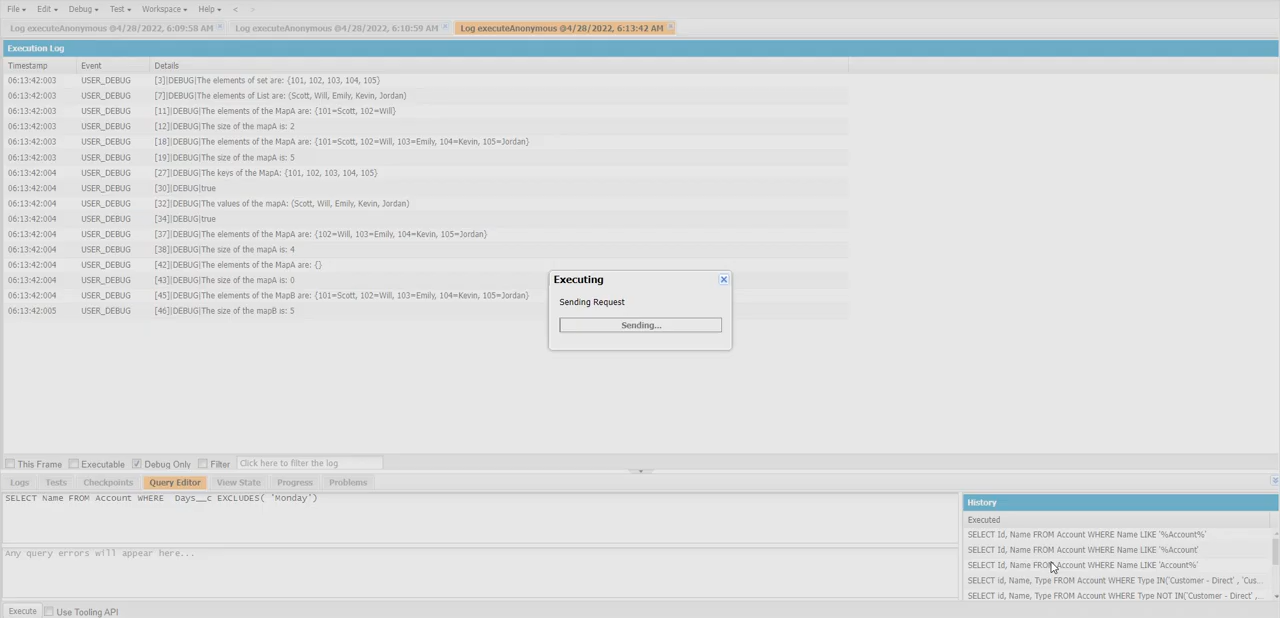 File Edit Debug Test Workspace Help < >
Log executeAnonymous @4/28/2022, 6:09:58 AM Log executeAnonymous @4/28/2022, 6:10:59 AM Log executeAnonymous @4/28/2022, 6:13:42 AM
Execution Log
Timestamp Event Details
06:13:42:003 USER_DEBUG [3]|DEBUG|The elements of set are: {101, 102, 103, 104, 105}
06:13:42:003 USER_DEBUG [7]|DEBUG|The elements of List are: (Scott, Will, Emily, Kevin, Jordan)
06:13:42:003 USER_DEBUG [11]|DEBUG|The elements of the MapA are: {101=Scott, 102=Will}
06:13:42:003 USER_DEBUG [12]|DEBUG|The size of the mapA is: 2
06:13:42:003 USER_DEBUG [18]|DEBUG|The elements of the MapA are: {101=Scott, 102=Will, 103=Emily, 104=Kevin, 105=Jordan}
06:13:42:003 USER_DEBUG [19]|DEBUG|The size of the mapA is: 5
06:13:42:004 USER_DEBUG [27]|DEBUG|The keys of the MapA: {101, 102, 103, 104, 105}
06:13:42:004 USER_DEBUG [30]|DEBUG|true
06:13:42:004 USER_DEBUG [32]|DEBUG|The values of the mapA: (Scott, Will, Emily, Kevin, Jordan)
06:13:42:004 USER_DEBUG [34]|DEBUG|true
06:13:42:004 USER_DEBUG [37]|DEBUG|The elements of the MapA are: {102=Will, 103=Emily, 104=Kevin, 105=Jordan}
06:13:42:004 USER_DEBUG [38]|DEBUG|The size of the mapA is: 4
06:13:42:004 USER_DEBUG [42]|DEBUG|The elements of the MapA are: {}
06:13:42:004 USER_DEBUG [43]|DEBUG|The size of the mapA is: 0
06:13:42:004 USER_DEBUG [45]|DEBUG|The elements of the MapB are: {101=Scott, 102=Will, 103=Emily, 104=Kevin, 105=Jordan}
06:13:42:005 USER_DEBUG [46]|DEBUG|The size of the mapB is: 5
Executing
Sending Request
Sending...
This Frame Executable Debug Only Filter Click here to filter the log
Logs Tests Checkpoints Query Editor View State Progress Problems
SELECT Name FROM Account WHERE  Days__c EXCLUDES( 'Monday')
Any query errors will appear here...
History
Executed
SELECT Id, Name FROM Account WHERE Name LIKE '%Account%'
SELECT Id, Name FROM Account WHERE Name LIKE '%Account'
SELECT Id, Name FROM Account WHERE Name LIKE 'Account%'
SELECT id, Name, Type FROM Account WHERE Type IN('Customer - Direct' , 'Cus...
SELECT id, Name, Type FROM Account WHERE Type NOT IN('Customer - Direct' ,...
Execute Use Tooling API